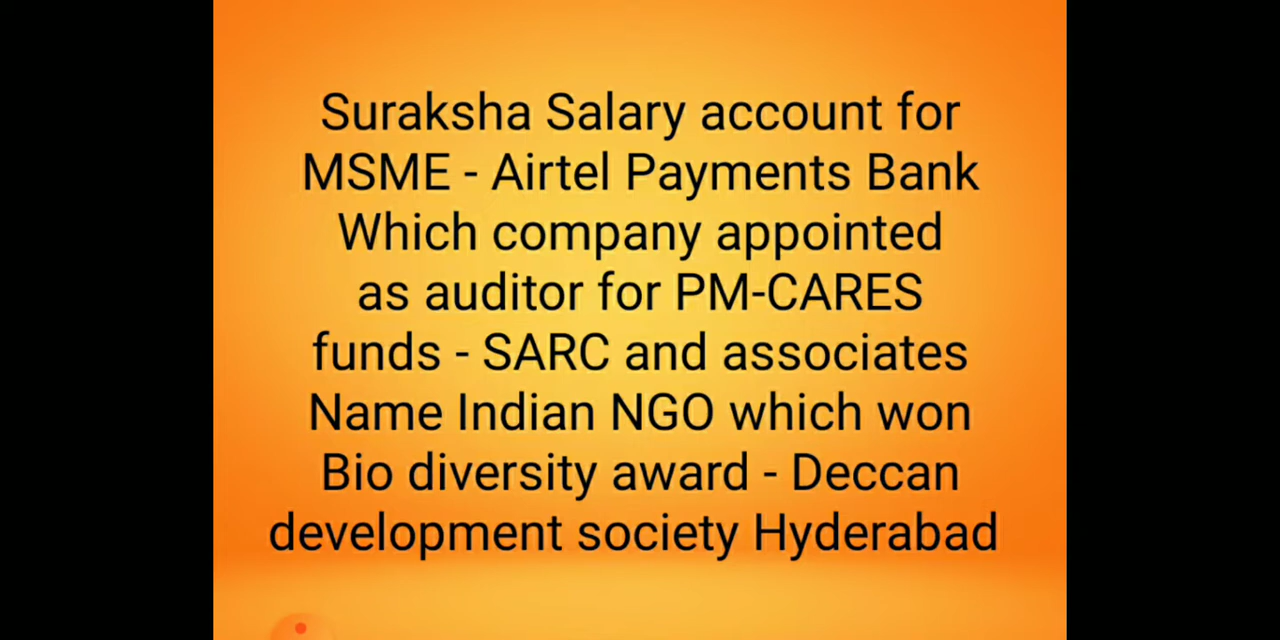 Suraksha Salary account for
MSME - Airtel Payments Bank
Which company appointed
as auditor for PM-CARES
funds - SARC and associates
Name Indian NGO which won
Bio diversity award - Deccan
development society Hyderabad